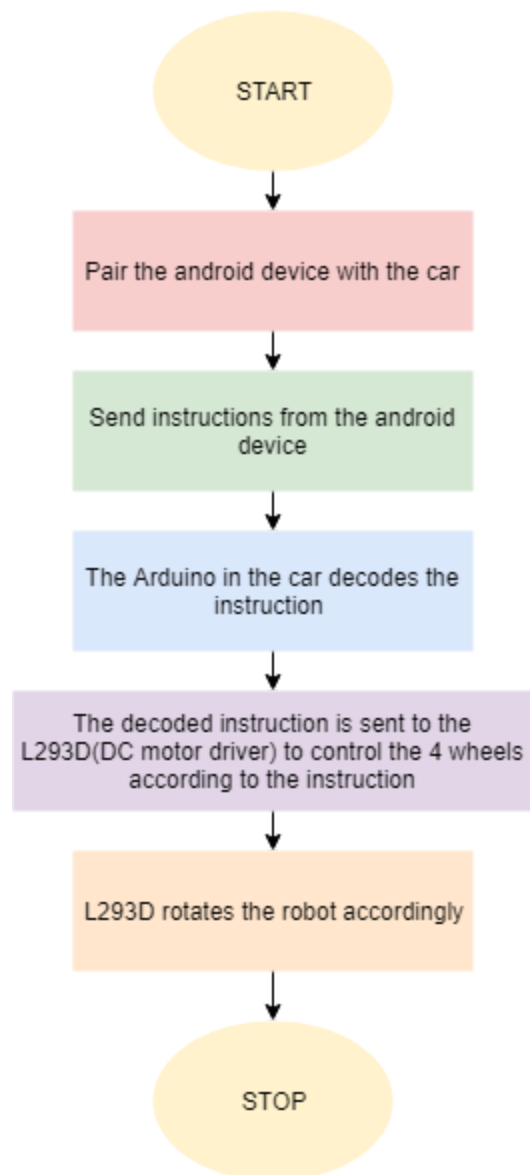 START
Pair the android device with the car
Send instructions from the android
device
The Arduino in the car decodes the
instruction
The decoded instruction is sent to the
L293D(DC motor driver) to control the 4 wheels
according to the instruction
L293D rotates the robot accordingly
STOP